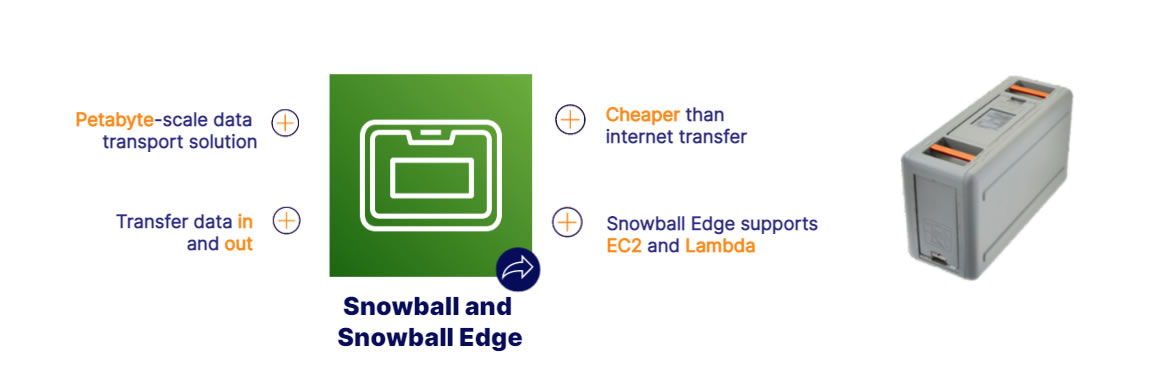 Petabyte-scale data
transport solution
Transfer data in
and out
Cheaper than
internet transfer
Snowball Edge supports
EC2 and Lambda
Snowball and
Snowball Edge